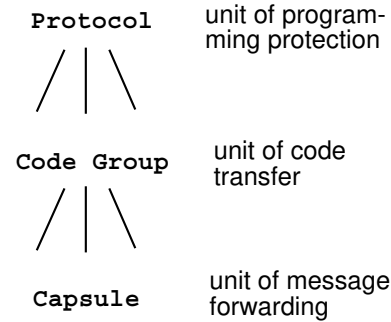 Protocol
unit of program-
ming protection
Code Group
unit of code
transfer
Capsule
unit of message
forwarding